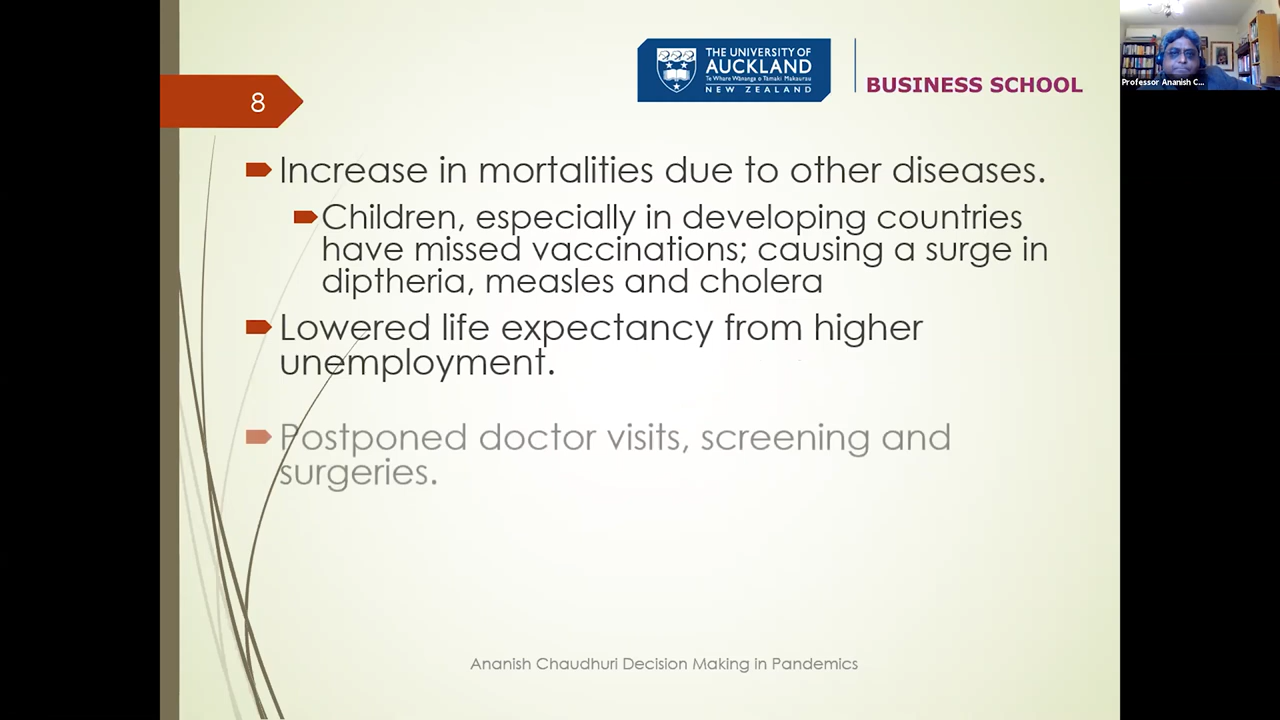 8
THE UNIVERSITY OF
AUCKLAND
Te Whare Wānanga o Tāmaki Makaurau
NEW ZEALAND
BUSINESS SCHOOL
Professor Ananish C...
Increase in mortalities due to other diseases.
Children, especially in developing countries
have missed vaccinations; causing a surge in
diptheria, measles and cholera
Lowered life expectancy from higher
unemployment.
Postponed doctor visits, screening and
surgeries.
Ananish Chaudhuri Decision Making in Pandemics